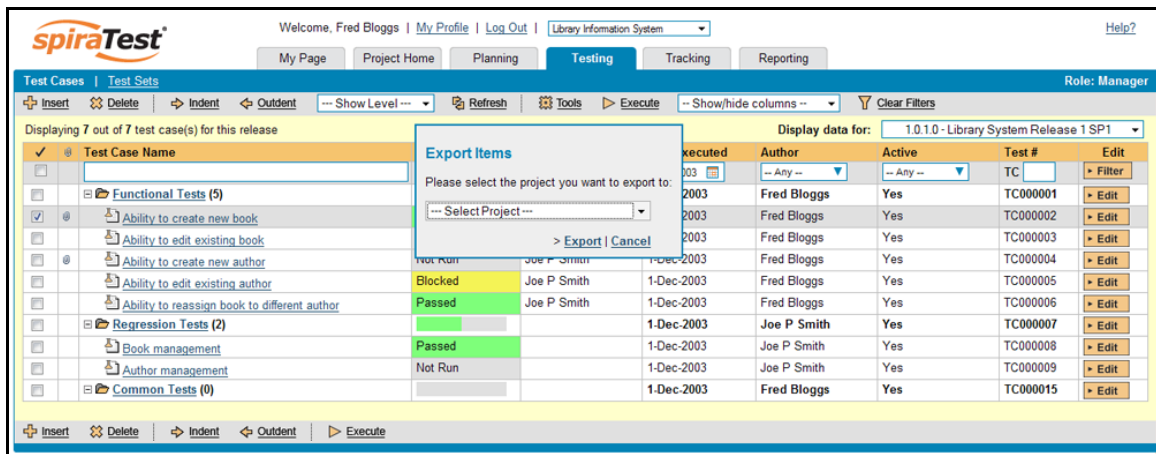 spiraTest
Welcome, Fred Bloggs | My Profile | Log Out | Library Information System
Help?
My Page Project Home Planning Testing Tracking Reporting
Test Cases | Test Sets Role: Manager
Insert Delete Indent Outdent --- Show Level --- Refresh Tools Execute -- Show/hide columns -- Clear Filters
Displaying 7 out of 7 test case(s) for this release Display data for: 1.0.1.0 - Library System Release 1 SP1
Test Case Name Author Active Test # Edit
-- Any -- -- Any -- TC Filter
Export Items
Please select the project you want to export to:
--- Select Project ---
> Export | Cancel
Functional Tests (5) Fred Bloggs Yes TC000001 Edit
Ability to create new book Fred Bloggs Yes TC000002 Edit
Ability to edit existing book Fred Bloggs Yes TC000003 Edit
Ability to create new author Not Run Joe P Smith 1-Dec-2003 Fred Bloggs Yes TC000004 Edit
Ability to edit existing author Blocked Joe P Smith 1-Dec-2003 Fred Bloggs Yes TC000005 Edit
Ability to reassign book to different author Passed Joe P Smith 1-Dec-2003 Fred Bloggs Yes TC000006 Edit
Regression Tests (2) 1-Dec-2003 Joe P Smith Yes TC000007 Edit
Book management Passed 1-Dec-2003 Joe P Smith Yes TC000008 Edit
Author management Not Run 1-Dec-2003 Joe P Smith Yes TC000009 Edit
Common Tests (0) 1-Dec-2003 Fred Bloggs Yes TC000015 Edit
Insert Delete Indent Outdent Execute